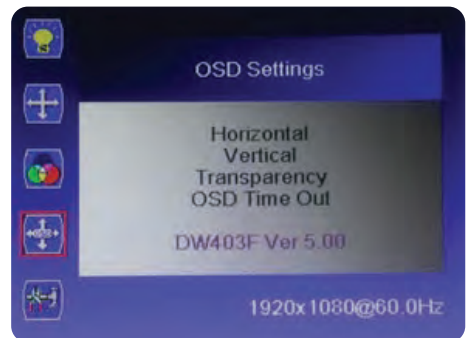 OSD Settings
Horizontal
Vertical
Transparency
OSD Time Out
DW403F Ver 5.00
1920x1080@60.0Hz